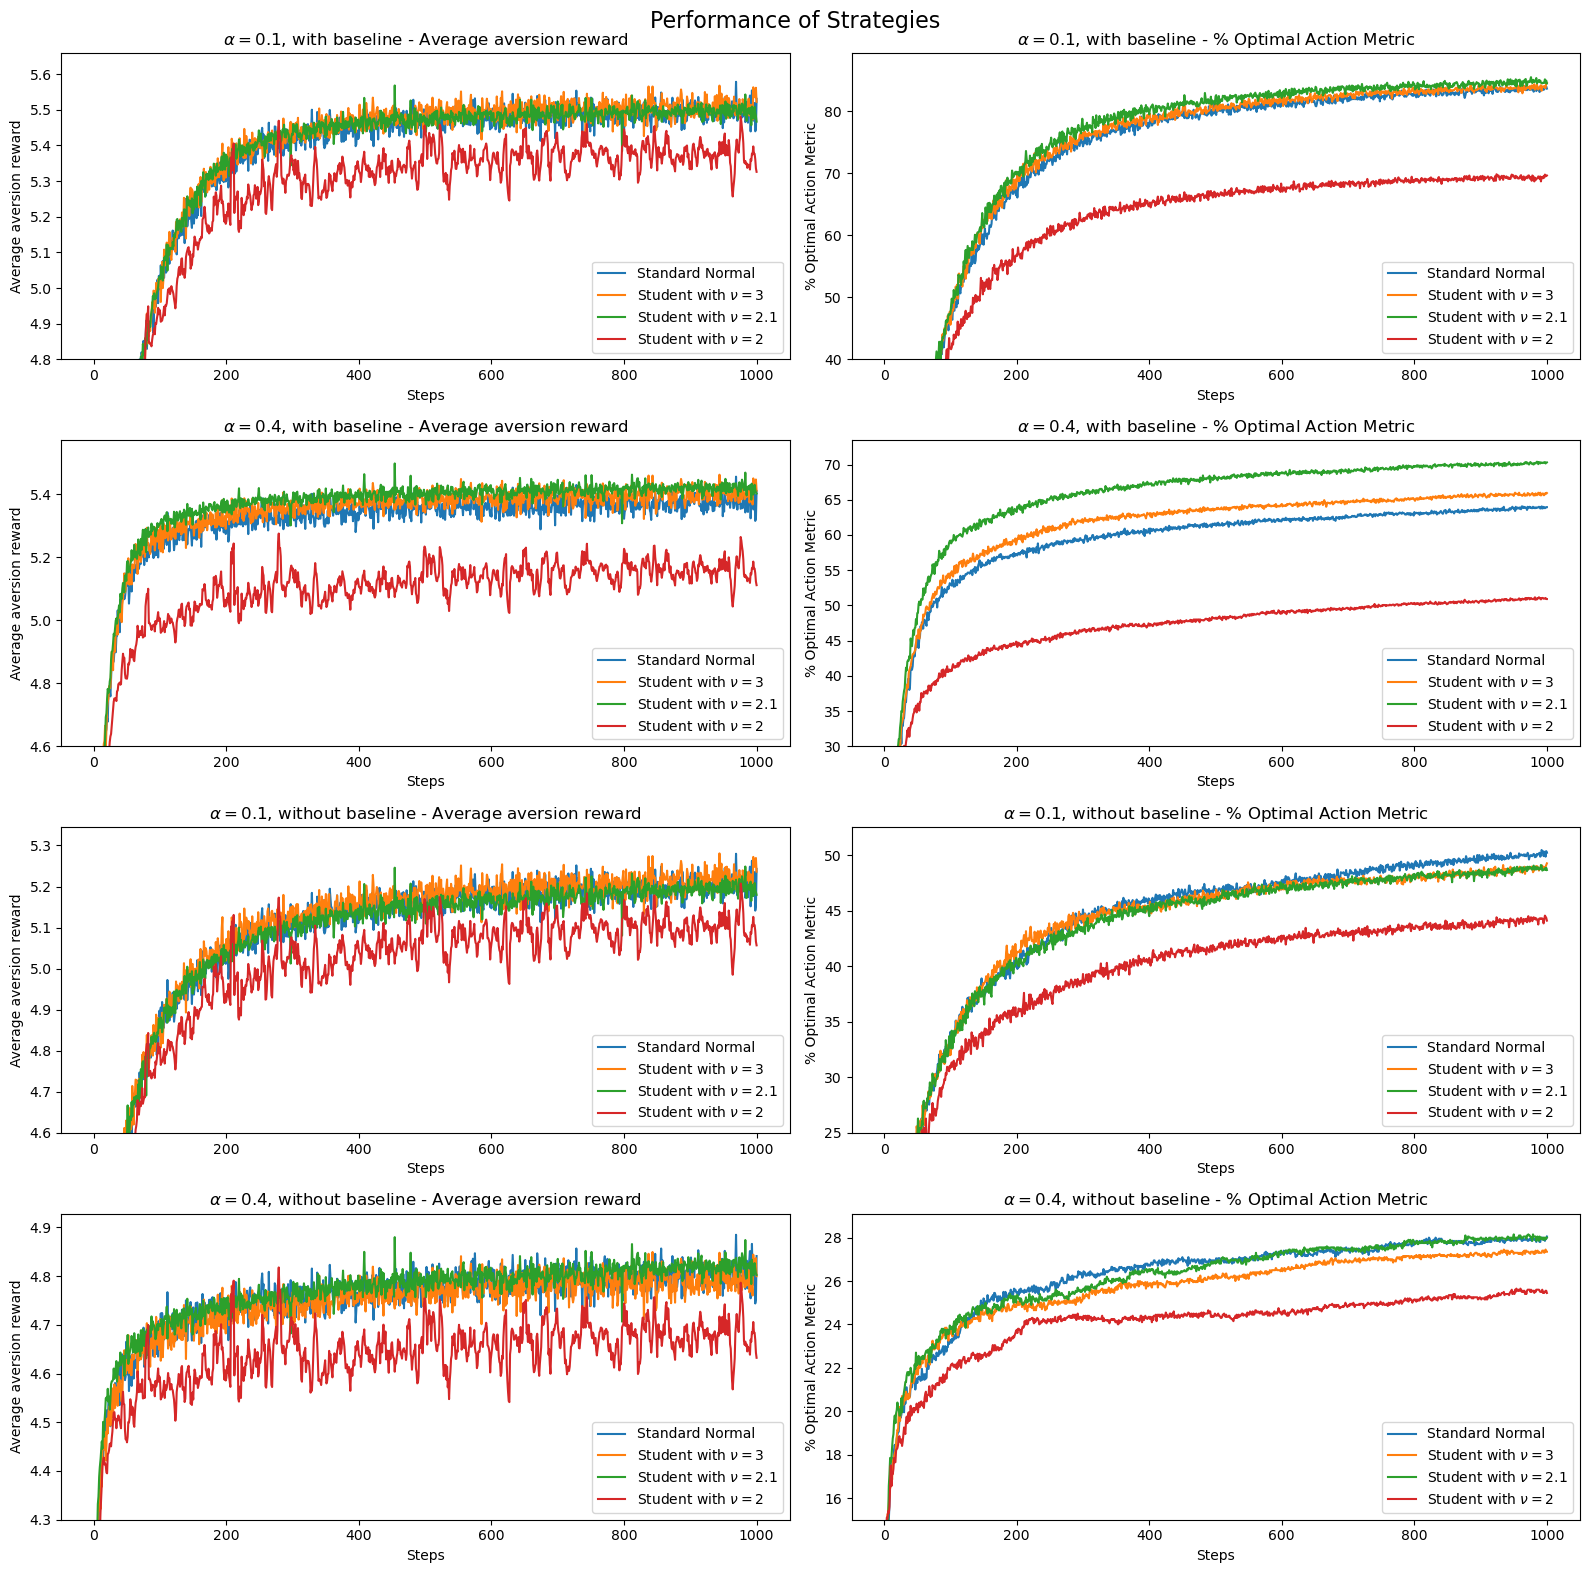 Performance of Strategies
α = 0.1, with baseline - Average aversion reward
Average aversion reward
5.6
5.5
5.4
5.3
5.2
5.1
5.0
4.9
4.8
0 200 400 600 800 1000
Steps
Standard Normal
Student with ν = 3
Student with ν = 2.1
Student with ν = 2
α = 0.1, with baseline - % Optimal Action Metric
% Optimal Action Metric
80
70
60
50
40
0 200 400 600 800 1000
Steps
Standard Normal
Student with ν = 3
Student with ν = 2.1
Student with ν = 2
α = 0.4, with baseline - Average aversion reward
Average aversion reward
5.4
5.2
5.0
4.8
4.6
0 200 400 600 800 1000
Steps
Standard Normal
Student with ν = 3
Student with ν = 2.1
Student with ν = 2
α = 0.4, with baseline - % Optimal Action Metric
% Optimal Action Metric
70
65
60
55
50
45
40
35
30
0 200 400 600 800 1000
Steps
Standard Normal
Student with ν = 3
Student with ν = 2.1
Student with ν = 2
α = 0.1, without baseline - Average aversion reward
Average aversion reward
5.3
5.2
5.1
5.0
4.9
4.8
4.7
4.6
0 200 400 600 800 1000
Steps
Standard Normal
Student with ν = 3
Student with ν = 2.1
Student with ν = 2
α = 0.1, without baseline - % Optimal Action Metric
% Optimal Action Metric
50
45
40
35
30
25
0 200 400 600 800 1000
Steps
Standard Normal
Student with ν = 3
Student with ν = 2.1
Student with ν = 2
α = 0.4, without baseline - Average aversion reward
Average aversion reward
4.9
4.8
4.7
4.6
4.5
4.4
4.3
0 200 400 600 800 1000
Steps
Standard Normal
Student with ν = 3
Student with ν = 2.1
Student with ν = 2
α = 0.4, without baseline - % Optimal Action Metric
% Optimal Action Metric
28
26
24
22
20
18
16
0 200 400 600 800 1000
Steps
Standard Normal
Student with ν = 3
Student with ν = 2.1
Student with ν = 2